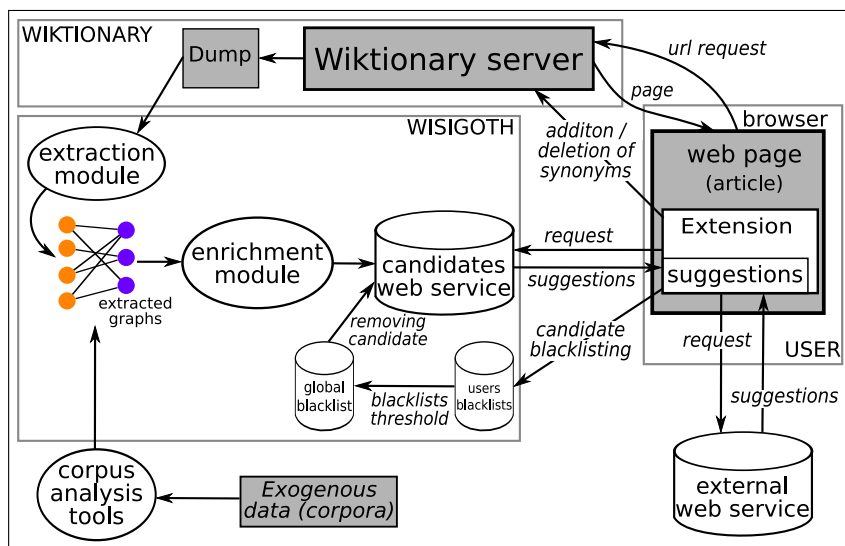 WIKTIONARY
Dump
Wiktionary server
url request
page
browser
WISIGOTH
additon /
deletion of
synonyms
web page
(article)
extraction
module
Extension
request
enrichment
module
candidates
web service
suggestions
suggestions
extracted
graphs
removing
candidate
candidate
blacklisting
request
USER
global
blacklist
blacklists
threshold
users
blacklists
suggestions
corpus
analysis
tools
Exogenous
data (corpora)
external
web service